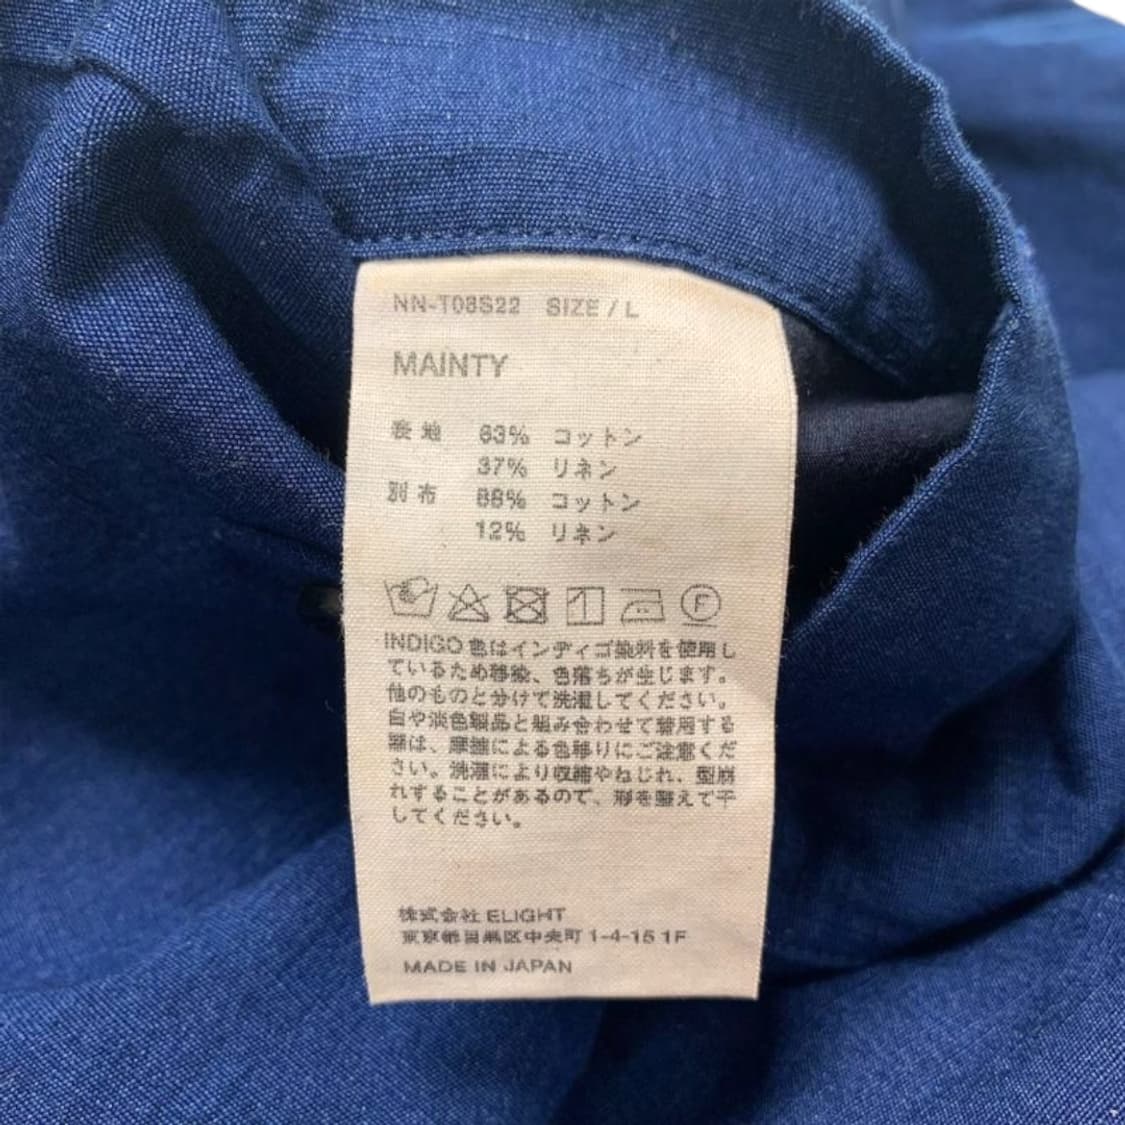 NN-T08S22 SIZE / L
MAINTY
表地 63% コットン
37% リネン
別布 88% コットン
12% リネン
F
INDIGO色はインディゴ染料を使用し
ているため移染、色落ちが生じます。
他のものと分けて洗濯してください。
白や淡色製品と組み合わせて着用する
際は、摩擦による色移りにご注意くだ
さい。洗濯により収縮やねじれ、型崩
れすることがあるので、形を整えて干
してください。
株式会社 ELIGHT
東京都目黒区中央町 1-4-15 1F
MADE IN JAPAN